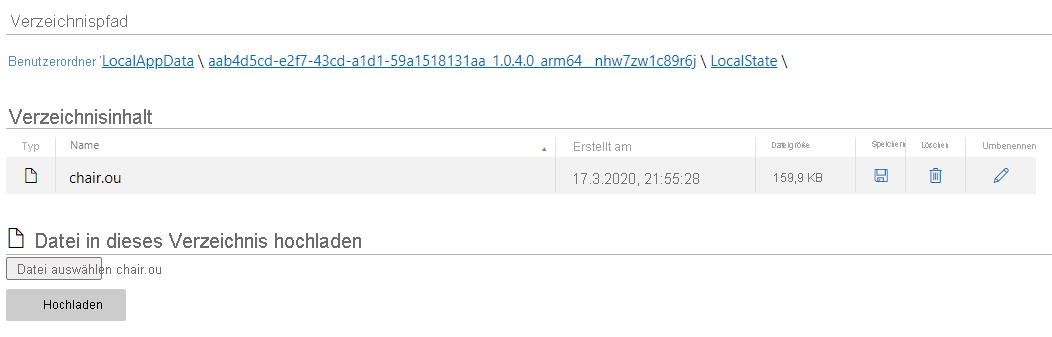 Verzeichnispfad
Benutzerordner \LocalAppData \ aab4d5cd-e2f7-43cd-a1d1-59a1518131aa_1.0.4.0_arm64__nhw7zw1c89r6j \ LocalState \
Verzeichnisinhalt
Typ Name Erstellt am Dateigröße Speichern Löschen Umbenennen
chair.ou 17.3.2020, 21:55:28 159,9 KB
Datei in dieses Verzeichnis hochladen
Datei auswählen chair.ou
Hochladen